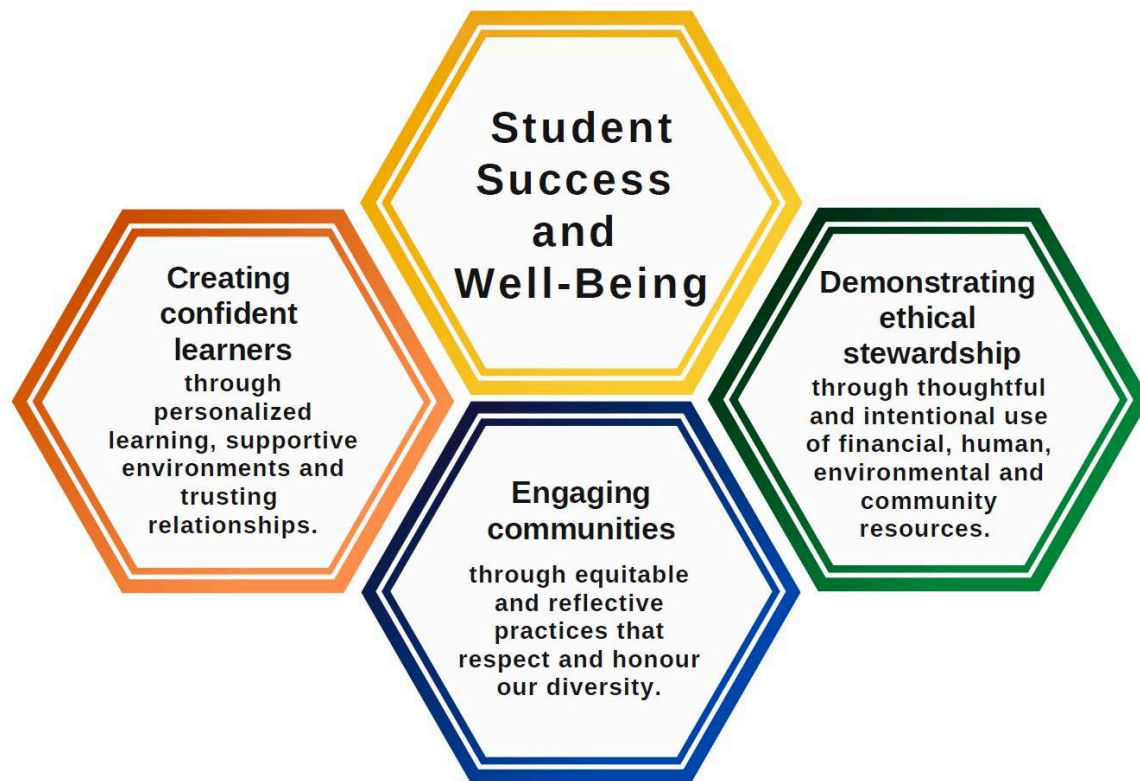 Student
Success
and
Well-Being
Creating
confident
learners
through
personalized
learning, supportive
environments and
trusting
relationships.
Engaging
communities
through equitable
and reflective
practices that
respect and honour
our diversity.
Demonstrating
ethical
stewardship
through thoughtful
and intentional use
of financial, human,
environmental and
community
resources.